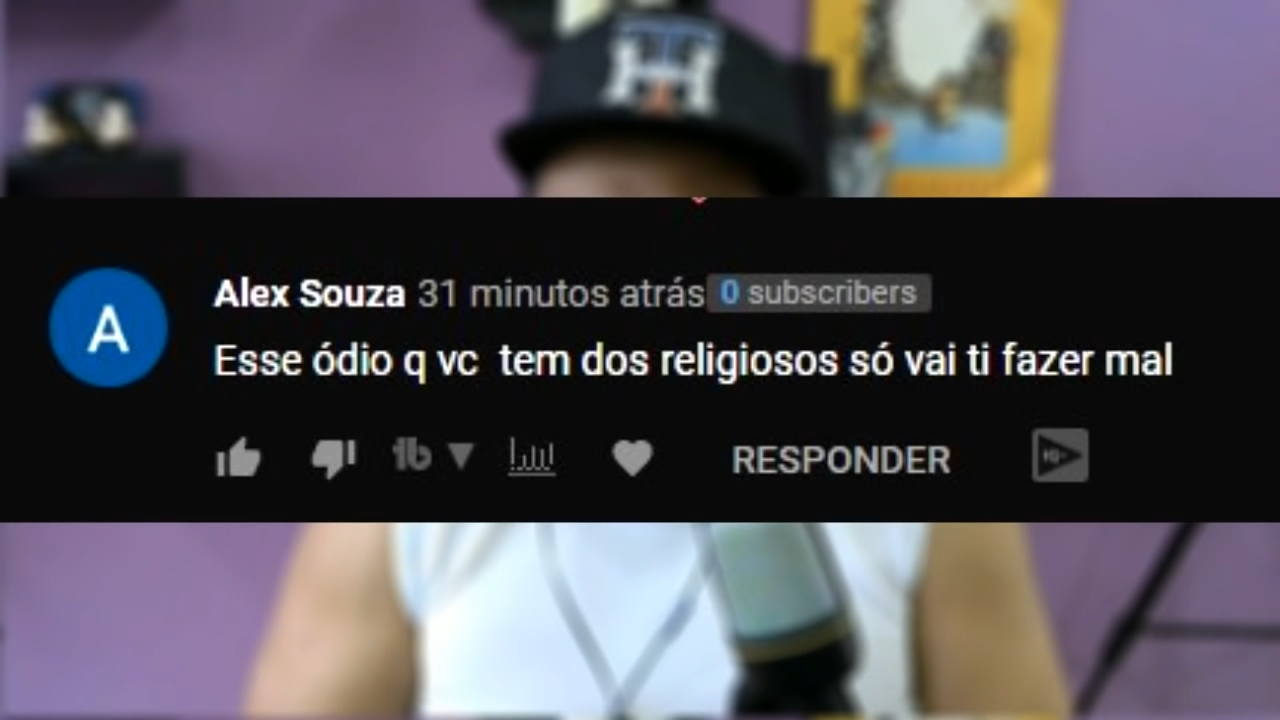 A
Alex Souza 31 minutos atrás 0 subscribers
Esse ódio q vc tem dos religiosos só vai ti fazer mal
RESPONDER